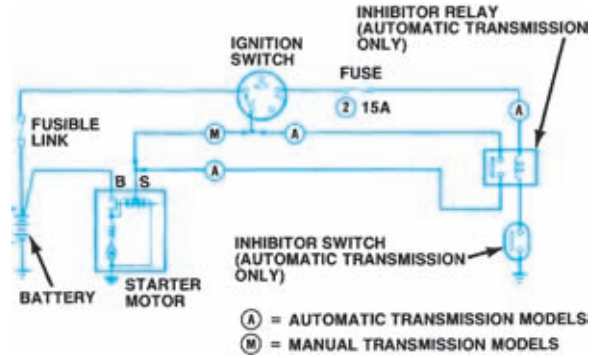 INHIBITOR RELAY
(AUTOMATIC TRANSMISSION
ONLY)
IGNITION
SWITCH
FUSE
2 15A
A
FUSIBLE
LINK
M
A
A
B S
INHIBITOR SWITCH
(AUTOMATIC TRANSMISSION
ONLY)
BATTERY
STARTER
MOTOR
A = AUTOMATIC TRANSMISSION MODELS
M = MANUAL TRANSMISSION MODELS